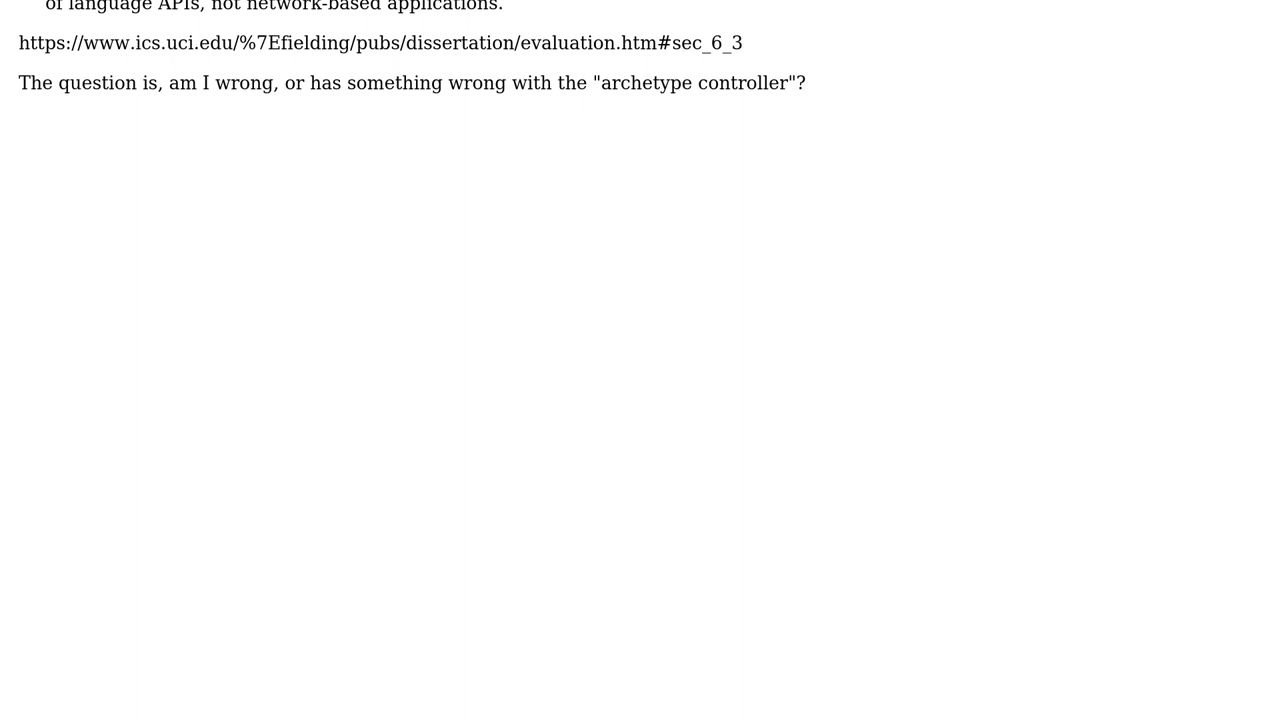 of language APIs, not network-based applications.
https://www.ics.uci.edu/%7Efielding/pubs/dissertation/evaluation.htm#sec_6_3
The question is, am I wrong, or has something wrong with the "archetype controller"?